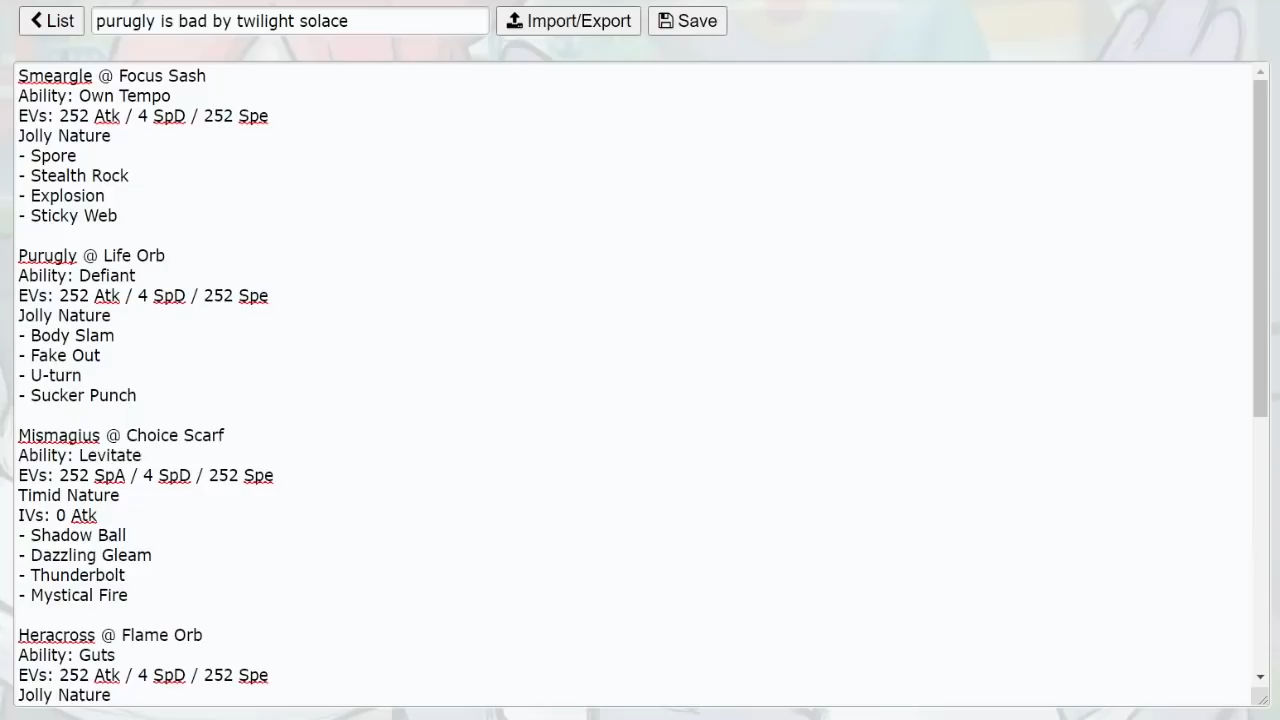 List
purugly is bad by twilight solace
Import/Export
Save
Smeargle @ Focus Sash
Ability: Own Tempo
EVs: 252 Atk / 4 SpD / 252 Spe
Jolly Nature
- Spore
- Stealth Rock
- Explosion
- Sticky Web
Purugly @ Life Orb
Ability: Defiant
EVs: 252 Atk / 4 SpD / 252 Spe
Jolly Nature
- Body Slam
- Fake Out
- U-turn
- Sucker Punch
Mismagius @ Choice Scarf
Ability: Levitate
EVs: 252 SpA / 4 SpD / 252 Spe
Timid Nature
IVs: 0 Atk
- Shadow Ball
- Dazzling Gleam
- Thunderbolt
- Mystical Fire
Heracross @ Flame Orb
Ability: Guts
EVs: 252 Atk / 4 SpD / 252 Spe
Jolly Nature